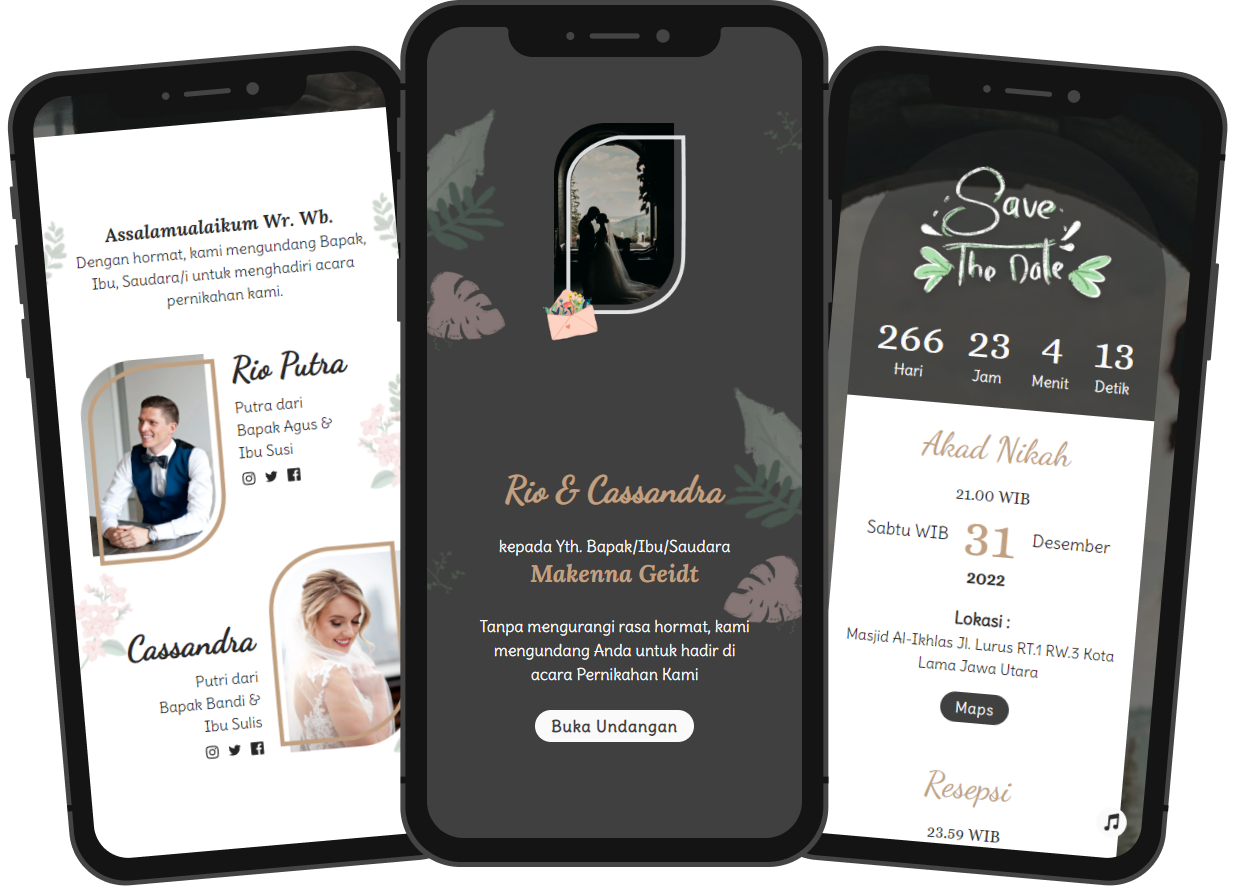 Assalamualaikum Wr. Wb.
Dengan hormat, kami mengundang Bapak,
Ibu, Saudara/i untuk menghadiri acara
pernikahan kami.
Rio Putra
Putra dari
Bapak Agus &
Ibu Susi
Cassandra
Putri dari
Bapak Bandi &
Ibu Sulis
Rio & Cassandra
kepada Yth. Bapak/Ibu/Saudara
Makenna Geidt
Tanpa mengurangi rasa hormat, kami
mengundang Anda untuk hadir di
acara Pernikahan Kami
Buka Undangan
Save
The Date
266 23 4 13
Hari Jam Menit Detik
Akad Nikah
21.00 WIB
Sabtu WIB 31 Desember
2022
Lokasi :
Masjid Al-Ikhlas Jl. Lurus RT.1 RW.3 Kota
Lama Jawa Utara
Maps
Resepsi
23.59 WIB